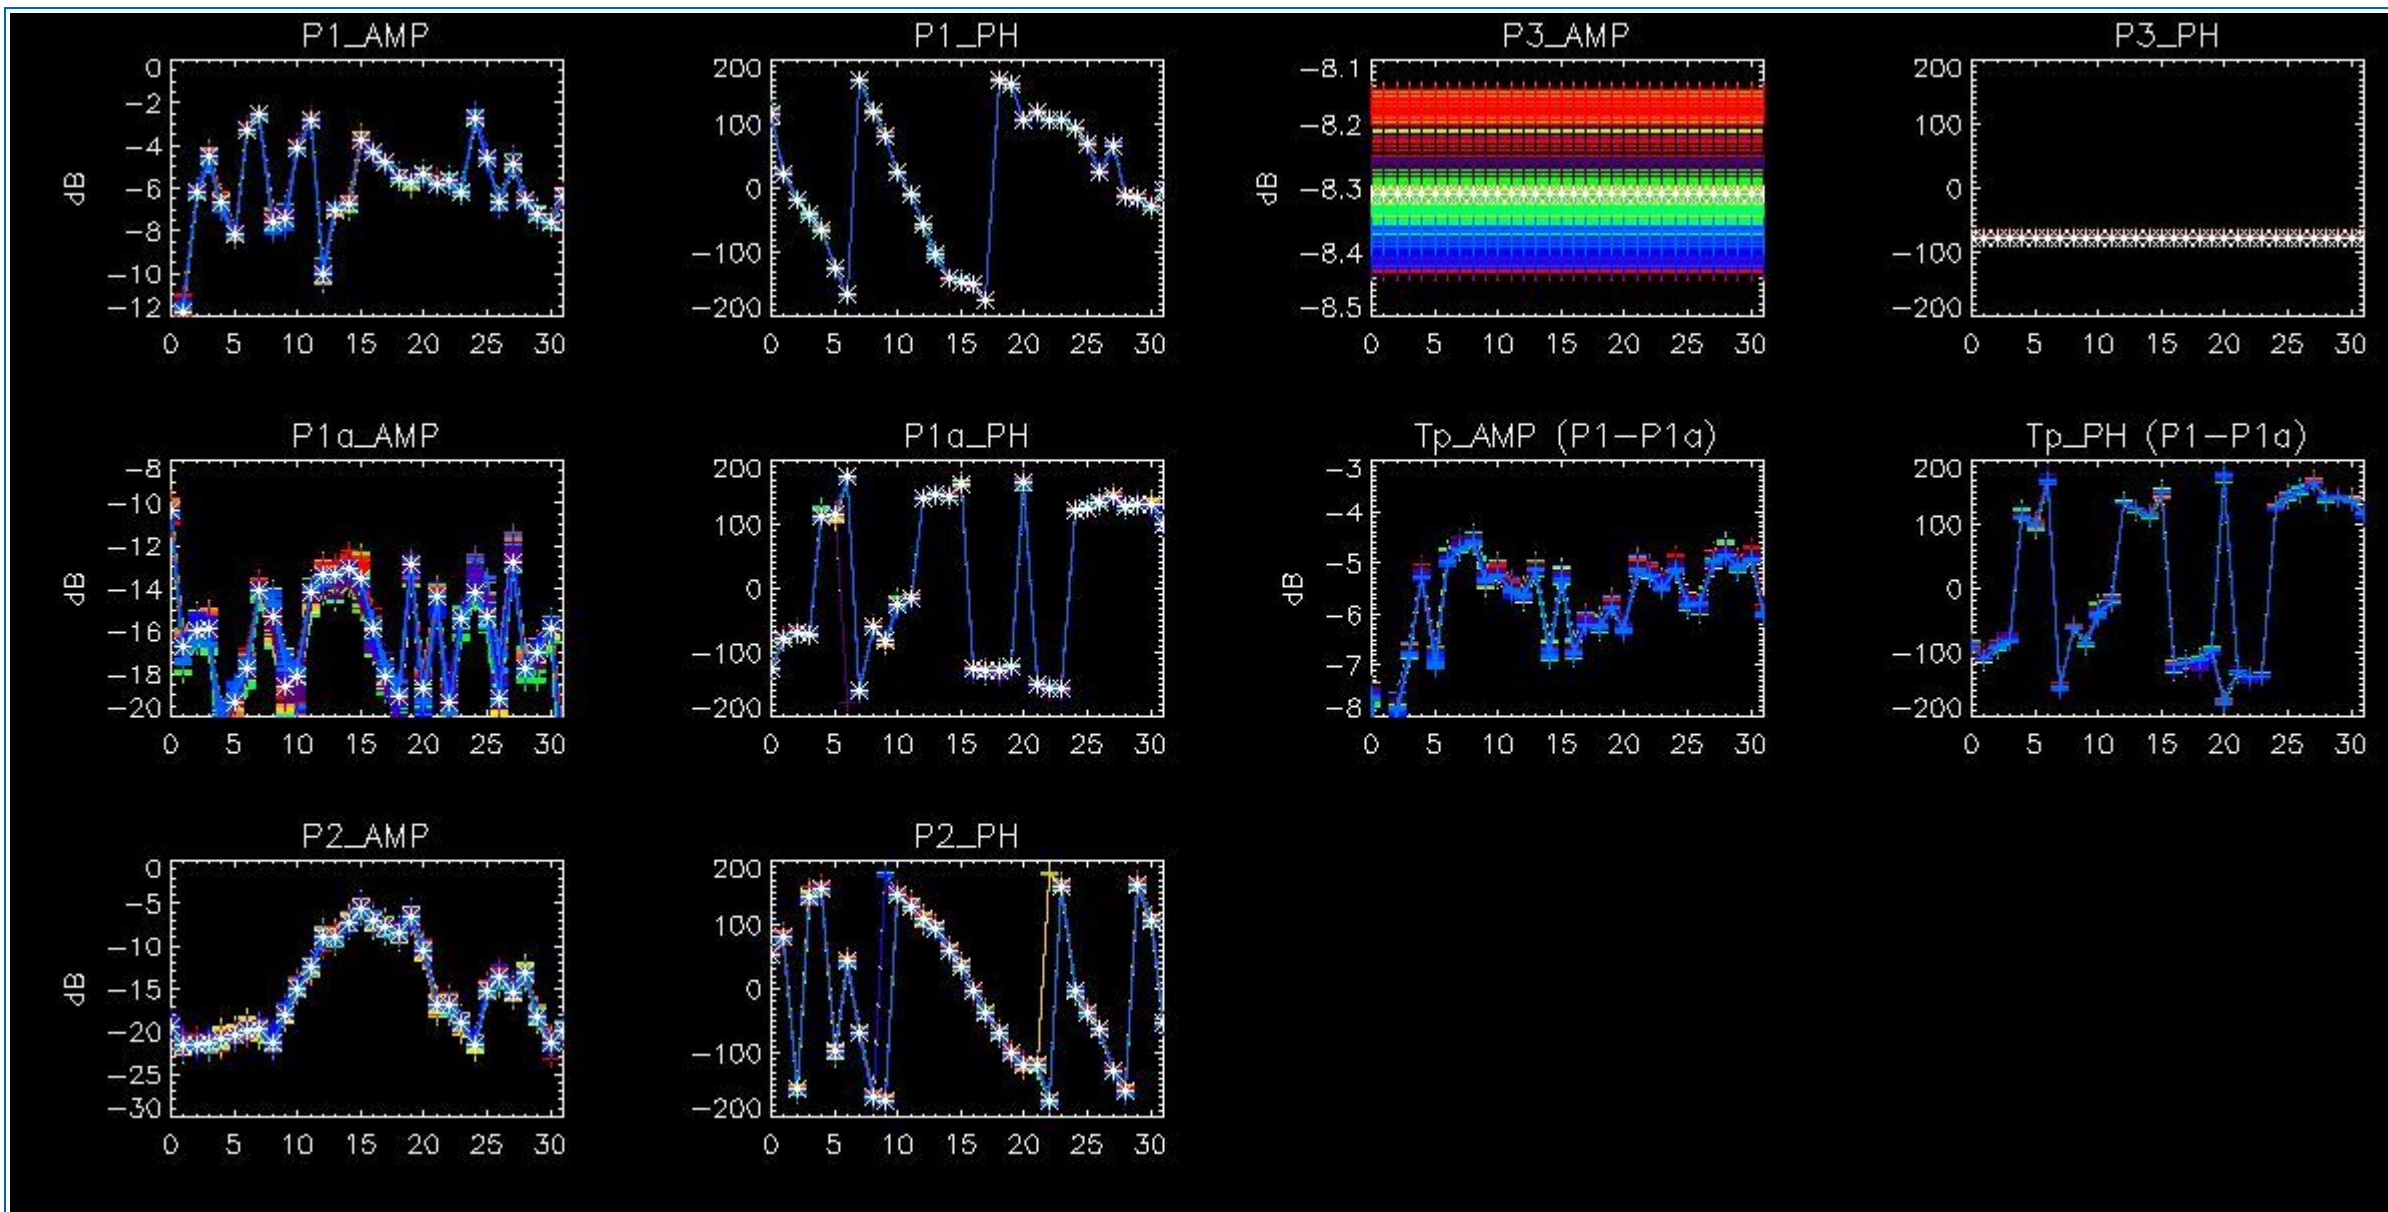 P1_AMP
0
−2
−4
−6
−8
−10
−12
dB
0 5 10 15 20 25 30
P1_PH
200
100
0
−100
−200
0 5 10 15 20 25 30
P3_AMP
−8.1
−8.2
−8.3
−8.4
−8.5
dB
0 5 10 15 20 25 30
P3_PH
200
100
0
−100
−200
0 5 10 15 20 25 30
P1a_AMP
−8
−10
−12
−14
−16
−18
−20
dB
0 5 10 15 20 25 30
P1a_PH
200
100
0
−100
−200
0 5 10 15 20 25 30
Tp_AMP (P1−P1a)
−3
−4
−5
−6
−7
−8
dB
0 5 10 15 20 25 30
Tp_PH (P1−P1a)
200
100
0
−100
−200
0 5 10 15 20 25 30
P2_AMP
0
−5
−10
−15
−20
−25
−30
dB
0 5 10 15 20 25 30
P2_PH
200
100
0
−100
−200
0 5 10 15 20 25 30